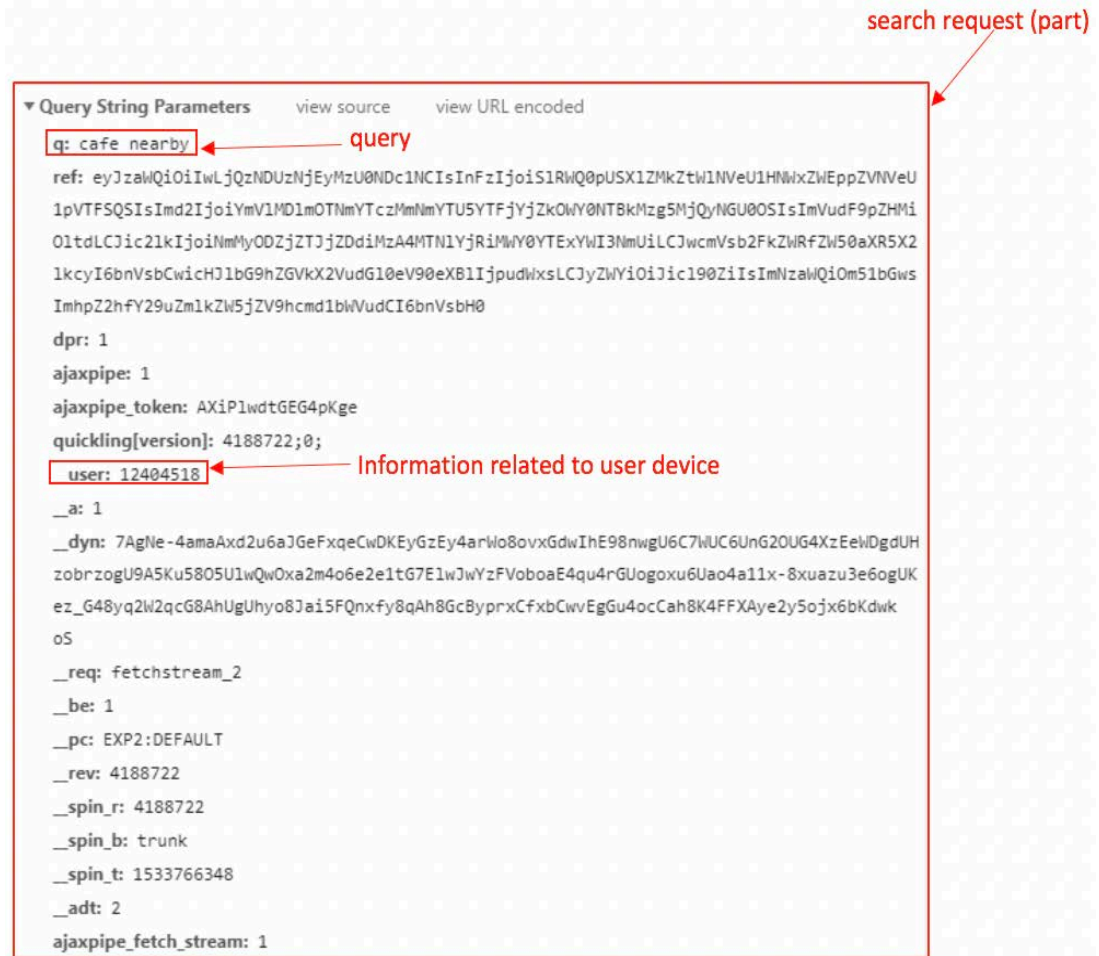 search request (part)
▼ Query String Parameters view source view URL encoded
q: cafe nearby
query
ref: eyJzaWQiOiIwLjQzNDUzNjEyMzU0NDc1NCIsInFzIjoiSlRWQ0pUSXlZMkZtWlNVeU1HNWxZWEppZVNVeU
1pVTFSQSIsImd2IjoiYmVlMDlmOTNmYTczMmNmYTU5YTFjYjZkOWY0NTBkMzg5MjQyNGU0OSIsImVudF9pZHMi
OltdLCJic2lkIjoiNmMyODZjZTJjZDdiMzA4MTNlYjRiMWY0YTExYWI3NmUiLCJwcmVsb2FkZWRfZW50aXR5X2
lkcyI6bnVsbCwicHJlbG9hZGVkX2VudGl0eV90eXBlIjpudWxsLCJyZWYiOiJicl90ZiIsImNzaWQiOm51bGws
ImhpZ2hfY29uZmlkZW5jZV9hcmd1bWVudCI6bnVsbH0
dpr: 1
ajaxpipe: 1
ajaxpipe_token: AXiPlwdtGEG4pKge
quickling[version]: 4188722;0;
__user: 12404518
Information related to user device
__a: 1
__dyn: 7AgNe-4amaAxd2u6aJGeFxqeCwDKEyGzEy4arWo8ovxGdwIhE98nwgU6C7WUC6UnG2OUG4XzEeWDgdUH
zobrzogU9A5Ku58O5UlwQwOxa2m4o6e2e1tG7ElwJwYzFVoboaE4qu4rGUogoxu6Uao4a11x-8xuazu3e6ogUK
ez_G48yq2W2qcG8AhUgUhyo8Jai5FQnxfy8qAh8GcByprxCfxbCwvEgGu4ocCah8K4FFXAye2y5ojx6bKdwk
oS
__req: fetchstream_2
__be: 1
__pc: EXP2:DEFAULT
__rev: 4188722
__spin_r: 4188722
__spin_b: trunk
__spin_t: 1533766348
__adt: 2
ajaxpipe_fetch_stream: 1